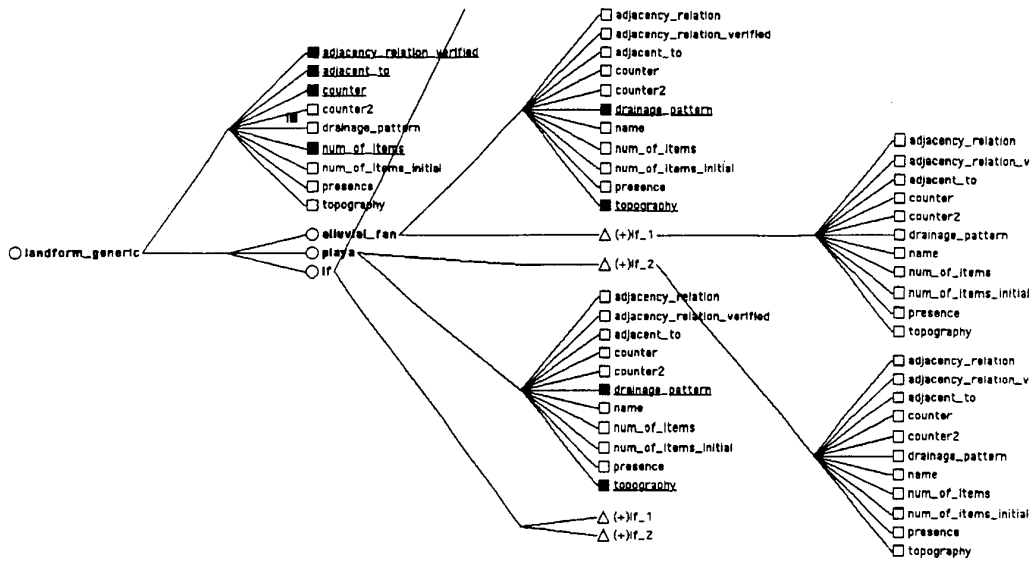 landform_generic
adjacency_relation_verified
adjacent_to
counter
counter2
drainage_pattern
num_of_items
num_of_items_initial
presence
topography
alluvial_fan
playa
lf
adjacency_relation
adjacency_relation_verified
adjacent_to
counter
counter2
drainage_pattern
name
num_of_items
num_of_items_initial
presence
topography
(+)lf_1
(+)lf_2
adjacency_relation
adjacency_relation_verified
adjacent_to
counter
counter2
drainage_pattern
name
num_of_items
num_of_items_initial
presence
topography
(+)lf_1
(+)lf_2
adjacency_relation
adjacency_relation_v
adjacent_to
counter
counter2
drainage_pattern
name
num_of_items
num_of_items_initial
presence
topography
adjacency_relation
adjacency_relation_v
adjacent_to
counter
counter2
drainage_pattern
name
num_of_items
num_of_items_initial
presence
topography